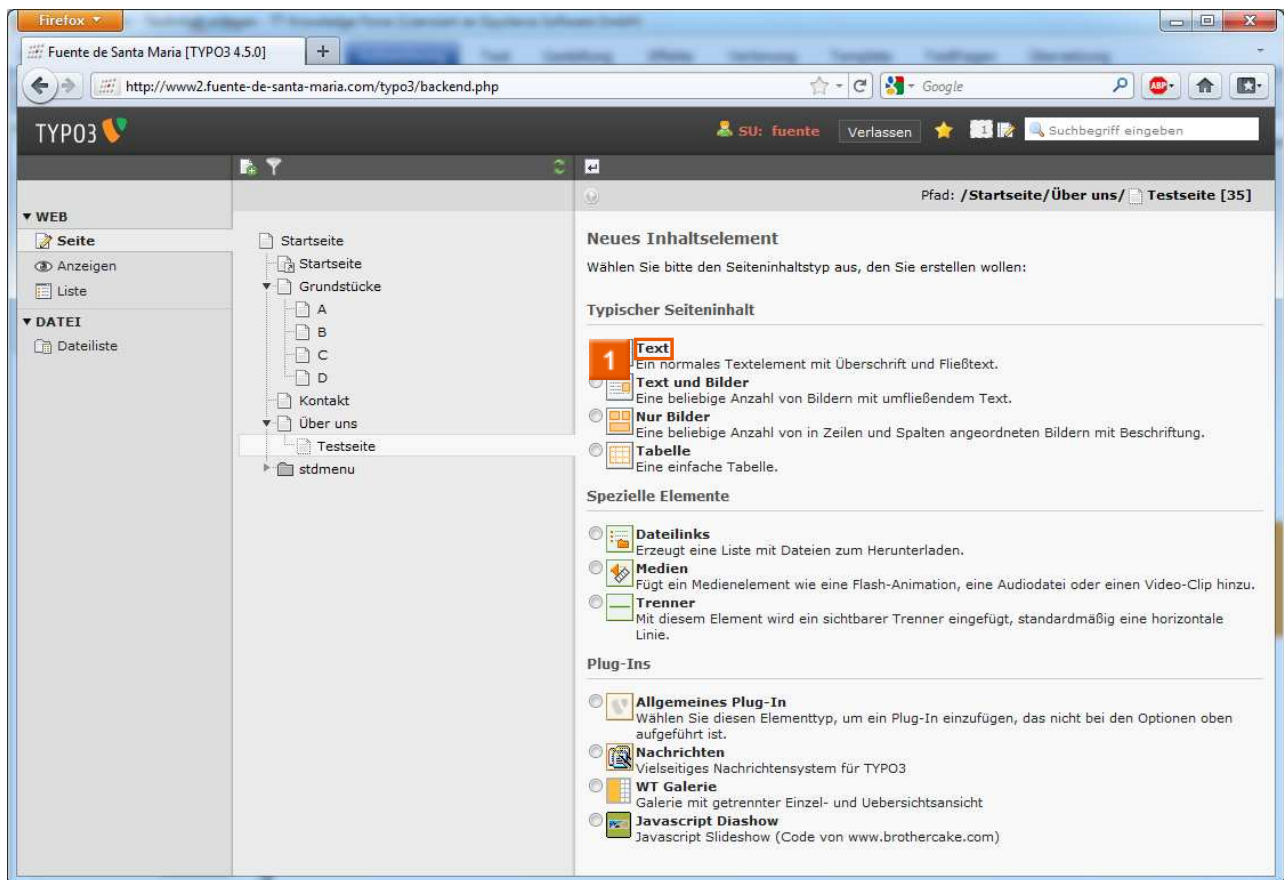 Firefox
Fuente de Santa Maria [TYPO3 4.5.0]
+
http://www2.fuente-de-santa-maria.com/typo3/backend.php
Google
ABP
TYPO3
SU: fuente
Verlassen
1
Suchbegriff eingeben
Pfad: /Startseite/Über uns/ Testseite [35]
WEB
Seite
Anzeigen
Liste
DATEI
Dateiliste
Startseite
Startseite
Grundstücke
A
B
C
D
Kontakt
Über uns
Testseite
stdmenu
Neues Inhaltselement
Wählen Sie bitte den Seiteninhaltstyp aus, den Sie erstellen wollen:
Typischer Seiteninhalt
1
Text
Ein normales Textelement mit Überschrift und Fließtext.
Text und Bilder
Eine beliebige Anzahl von Bildern mit umfließendem Text.
Nur Bilder
Eine beliebige Anzahl von in Zeilen und Spalten angeordneten Bildern mit Beschriftung.
Tabelle
Eine einfache Tabelle.
Spezielle Elemente
Dateilinks
Erzeugt eine Liste mit Dateien zum Herunterladen.
Medien
Fügt ein Medienelement wie eine Flash-Animation, eine Audiodatei oder einen Video-Clip hinzu.
Trenner
Mit diesem Element wird ein sichtbarer Trenner eingefügt, standardmäßig eine horizontale
Linie.
Plug-Ins
Allgemeines Plug-In
Wählen Sie diesen Elementtyp, um ein Plug-In einzufügen, das nicht bei den Optionen oben
aufgeführt ist.
Nachrichten
Vielseitiges Nachrichtensystem für TYPO3
WT Galerie
Galerie mit getrennter Einzel- und Uebersichtsansicht
Javascript Diashow
Javascript Slideshow (Code von www.brothercake.com)